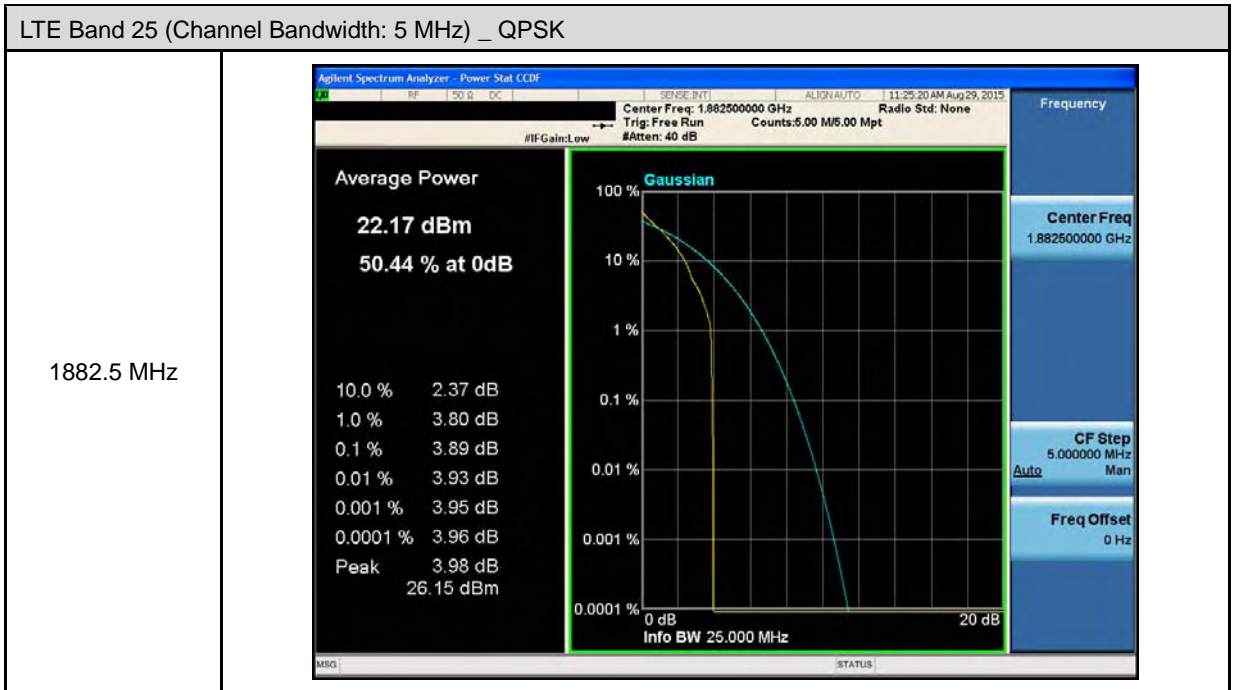 LTE Band 25 (Channel Bandwidth: 5 MHz) _ QPSK
1882.5 MHz
Agilent Spectrum Analyzer - Power Stat CCDF
RF 50 Ω DC SENSE:INT ALIGN AUTO 11:25:20 AM Aug 29, 2015
Center Freq: 1.882500000 GHz Radio Std: None
Trig: Free Run Counts:5.00 M/5.00 Mpt
#IFGain:Low #Atten: 40 dB
Average Power
22.17 dBm
50.44 % at 0dB
10.0 % 2.37 dB
1.0 % 3.80 dB
0.1 % 3.89 dB
0.01 % 3.93 dB
0.001 % 3.95 dB
0.0001 % 3.96 dB
Peak 3.98 dB
26.15 dBm
Gaussian
100 %
10 %
1 %
0.1 %
0.01 %
0.001 %
0.0001 %
0 dB 20 dB
Info BW 25.000 MHz
Frequency
Center Freq
1.882500000 GHz
CF Step
5.000000 MHz
Auto Man
Freq Offset
0 Hz
MSG STATUS